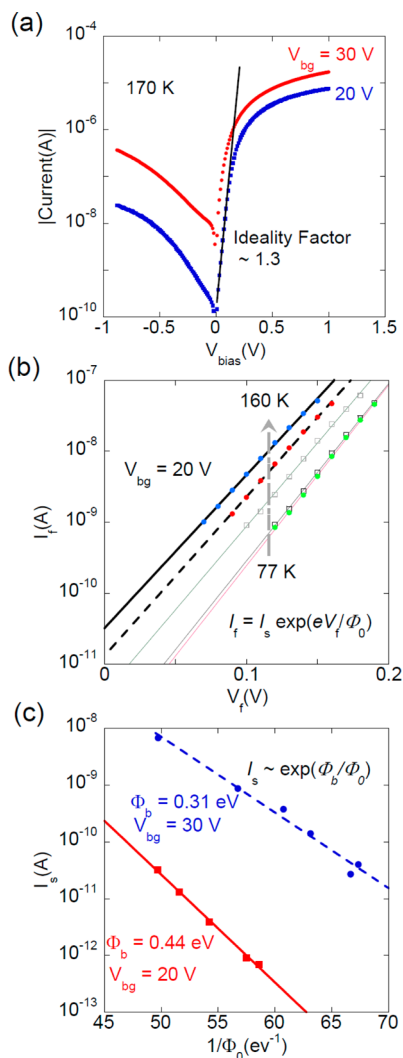 (a)
10⁻⁴
10⁻⁶
10⁻⁸
10⁻¹⁰
|Current(A)|
170 K
V_bg = 30 V
20 V
Ideality Factor
~ 1.3
-1 -0.5 0 0.5 1 1.5
V_bias(V)
(b)
10⁻⁷
10⁻⁸
10⁻⁹
10⁻¹⁰
10⁻¹¹
I_f(A)
160 K
V_bg = 20 V
77 K
I_f = I_s exp(eV_f/Φ_0)
0 0.1 0.2
V_f(V)
(c)
10⁻⁸
10⁻⁹
10⁻¹⁰
10⁻¹¹
10⁻¹²
10⁻¹³
I_s(A)
I_s ~ exp(Φ_b/Φ_0)
Φ_b = 0.31 eV
V_bg = 30 V
Φ_b = 0.44 eV
V_bg = 20 V
45 50 55 60 65 70
1/Φ_0(ev⁻¹)